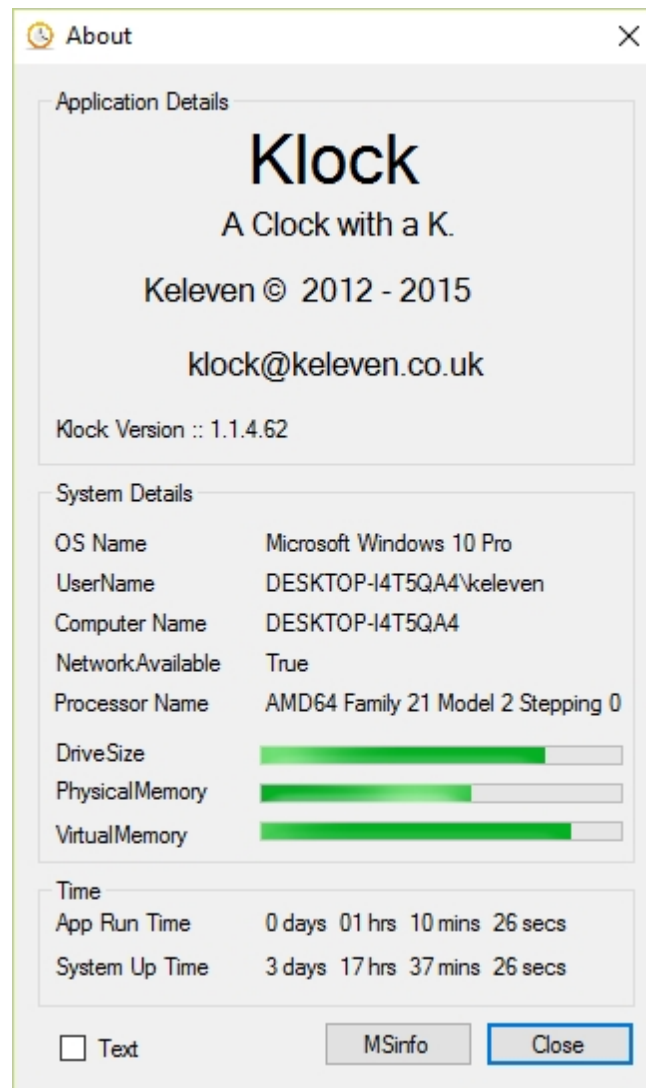 About
Application Details
Klock
A Clock with a K.
Keleven © 2012 - 2015
klock@keleven.co.uk
Klock Version :: 1.1.4.62
System Details
OS Name Microsoft Windows 10 Pro
UserName DESKTOP-I4T5QA4\keleven
Computer Name DESKTOP-I4T5QA4
NetworkAvailable True
Processor Name AMD64 Family 21 Model 2 Stepping 0
DriveSize
PhysicalMemory
VirtualMemory
Time
App Run Time 0 days 01 hrs 10 mins 26 secs
System Up Time 3 days 17 hrs 37 mins 26 secs
Text MSinfo Close